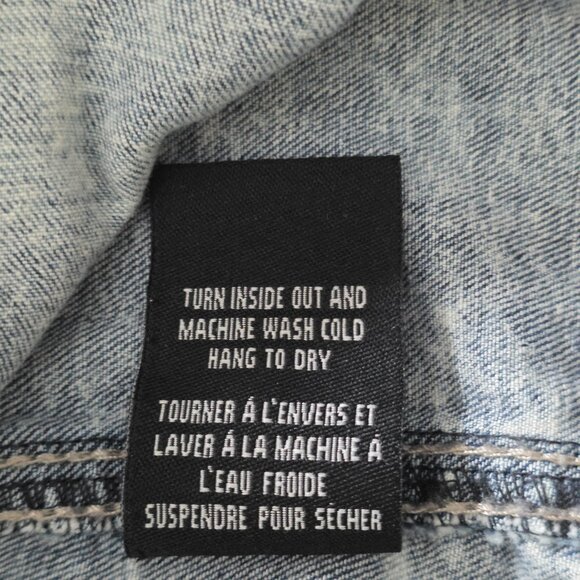 TURN INSIDE OUT AND
MACHINE WASH COLD
HANG TO DRY
TOURNER Á L'ENVERS ET
LAVER Á LA MACHINE Á
L'EAU FROIDE
SUSPENDRE POUR SÉCHER